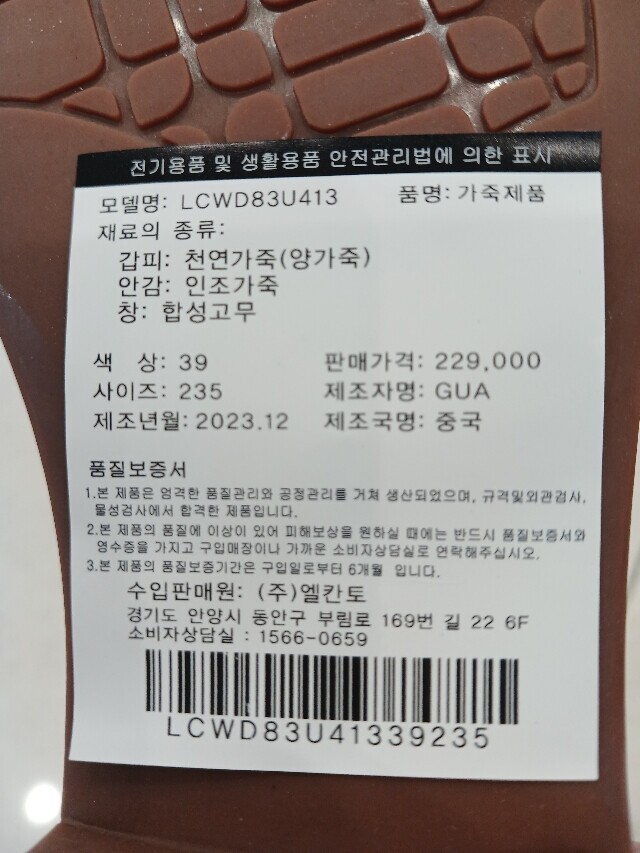 전기용품 및 생활용품 안전관리법에 의한 표시
모델명: LCWD83U413 품명: 가죽제품
재료의 종류:
갑피: 천연가죽(양가죽)
안감: 인조가죽
창: 합성고무
색 상: 39 판매가격: 229,000
사이즈: 235 제조자명: GUA
제조년월: 2023.12 제조국명: 중국
품질보증서
1.본 제품은 엄격한 품질관리와 공정관리를 거쳐 생산되었으며, 규격및외관검사,
물성검사에서 합격한 제품입니다.
2.본 제품의 품질에 이상이 있어 피해보상을 원하실 때에는 반드시 품질보증서와
영수증을 가지고 구입매장이나 가까운 소비자상담실로 연락해주십시오.
3.본 제품의 품질보증기간은 구입일로부터 6개월 입니다.
수입판매원: (주)엘칸토
경기도 안양시 동안구 부림로 169번 길 22 6F
소비자상담실 : 1566-0659
LCWD83U41339235